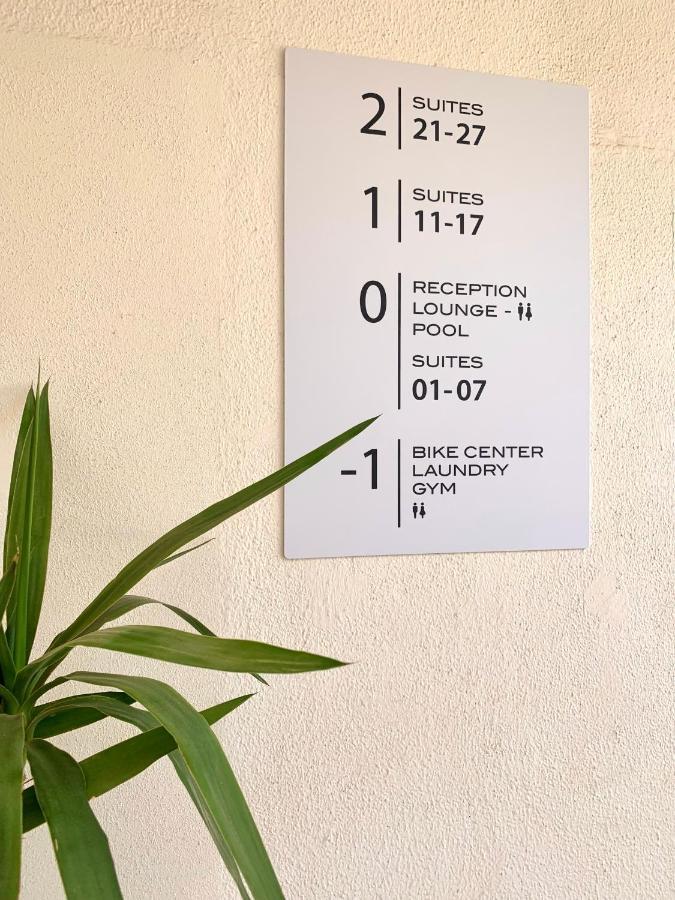 2 SUITES
21-27
1 SUITES
11-17
0 RECEPTION
LOUNGE -
POOL
SUITES
01-07
-1 BIKE CENTER
LAUNDRY
GYM